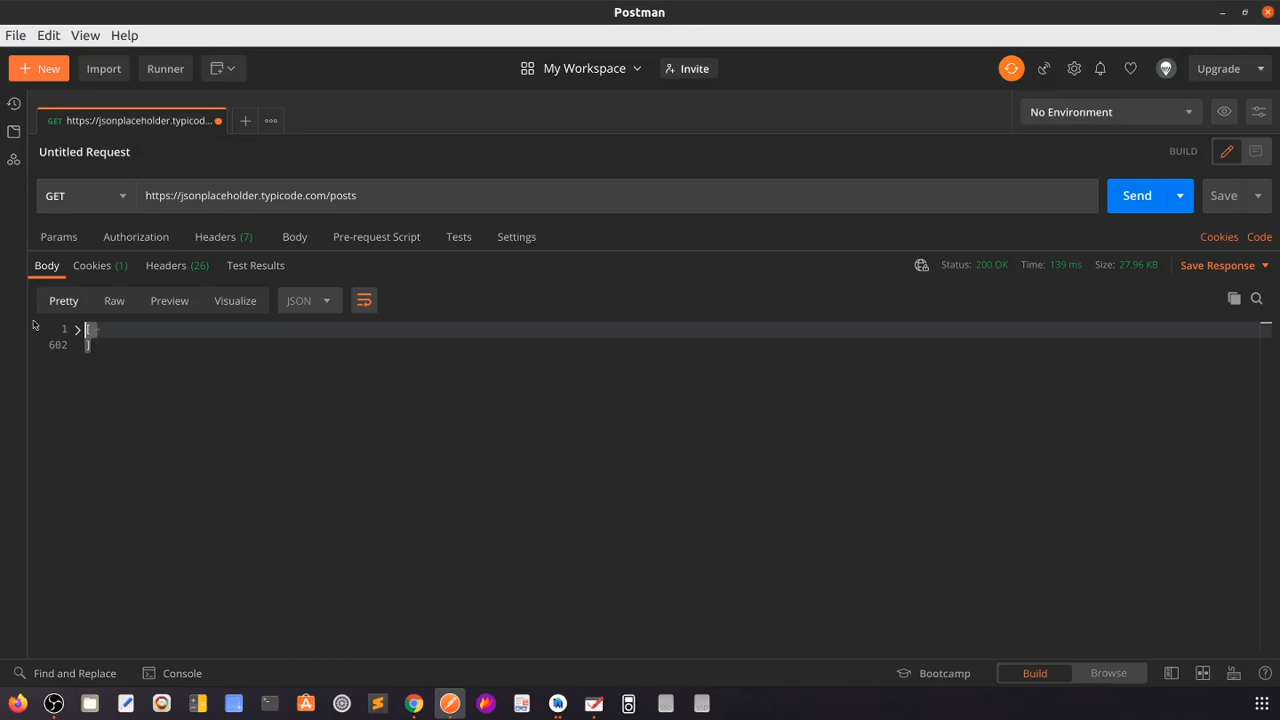 Postman
File Edit View Help
New Import Runner My Workspace Invite Upgrade
GET https://jsonplaceholder.typicod... No Environment
Untitled Request BUILD
GET https://jsonplaceholder.typicode.com/posts Send Save
Params Authorization Headers (7) Body Pre-request Script Tests Settings Cookies Code
Body Cookies (1) Headers (26) Test Results Status: 200 OK Time: 139 ms Size: 27.96 KB Save Response
Pretty Raw Preview Visualize JSON
1 [
602 ]
Find and Replace Console Bootcamp Build Browse